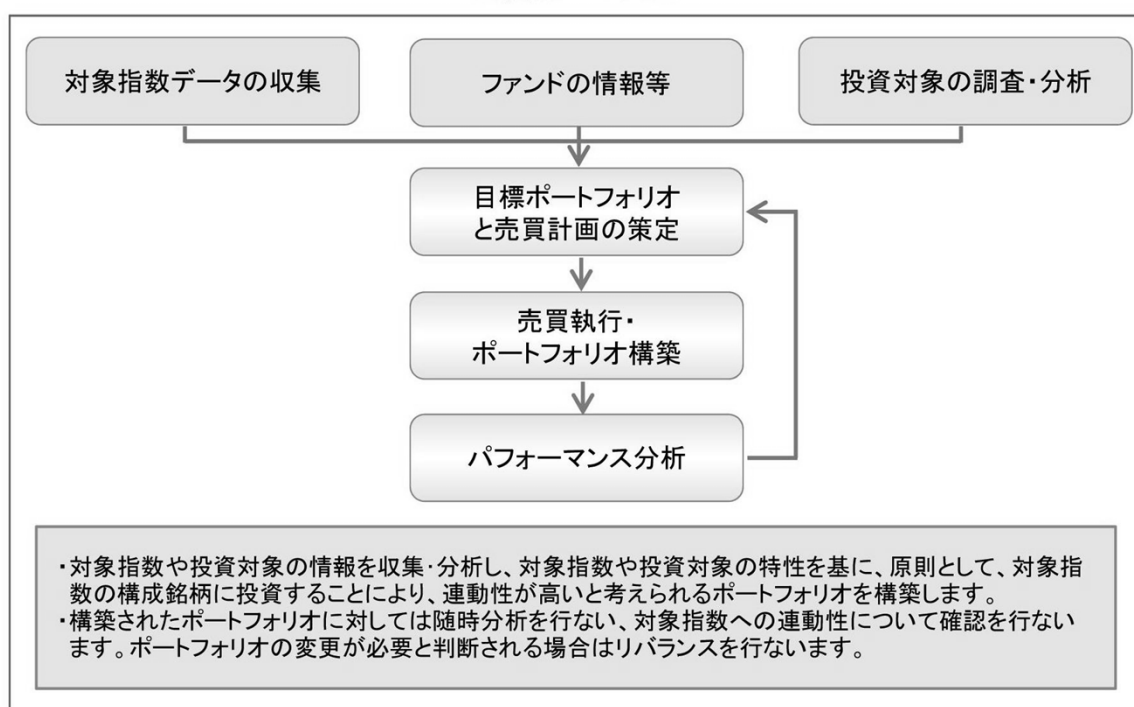 対象指数データの収集
ファンドの情報等
投資対象の調査・分析
目標ポートフォリオ
と売買計画の策定
売買執行・
ポートフォリオ構築
パフォーマンス分析
・対象指数や投資対象の情報を収集・分析し、対象指数や投資対象の特性を基に、原則として、対象指
数の構成銘柄に投資することにより、連動性が高いと考えられるポートフォリオを構築します。
・構築されたポートフォリオに対しては随時分析を行ない、対象指数への連動性について確認を行ない
ます。ポートフォリオの変更が必要と判断される場合はリバランスを行ないます。